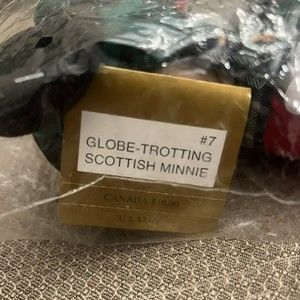 #7
GLOBE-TROTTING
SCOTTISH MINNIE
CANADA $10.00
U.S.